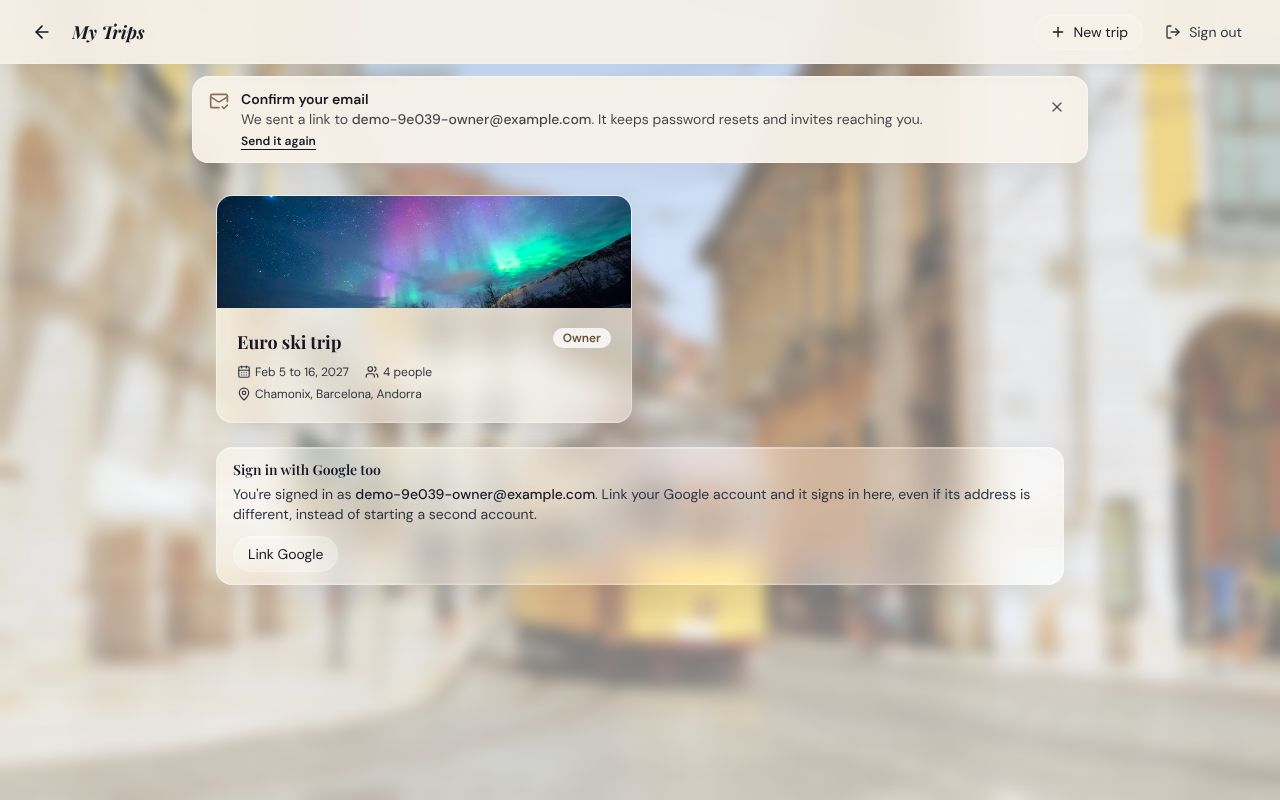 My Trips
New trip
Sign out
Confirm your email
We sent a link to demo-9e039-owner@example.com. It keeps password resets and invites reaching you.
Send it again
Euro ski trip
Owner
Feb 5 to 16, 2027
4 people
Chamonix, Barcelona, Andorra
Sign in with Google too
You're signed in as demo-9e039-owner@example.com. Link your Google account and it signs in here, even if its address is
different, instead of starting a second account.
Link Google